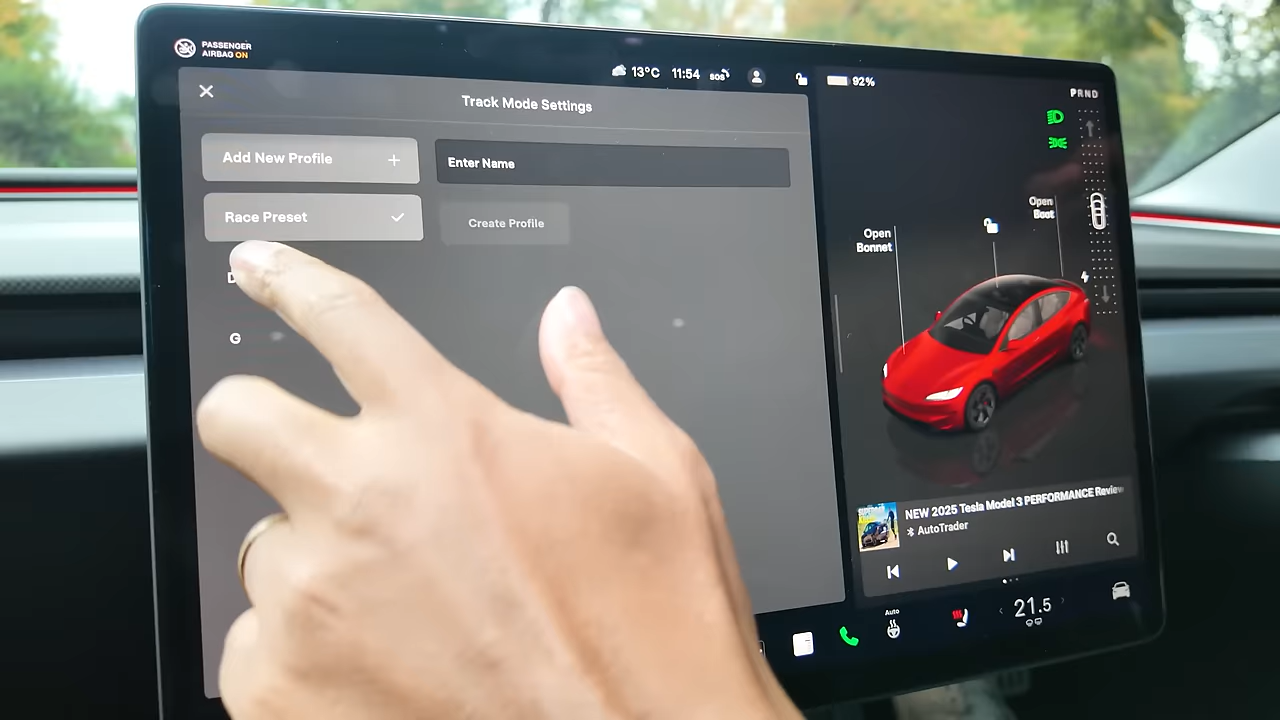 PASSENGER
AIRBAG ON
13°C 11:54 SOS
92%
PRND
Track Mode Settings
Add New Profile
Enter Name
Race Preset
Create Profile
D
G
Open
Bonnet
Open
Boot
NEW 2025 Tesla Model 3 PERFORMANCE Review
AutoTrader
Auto
21.5